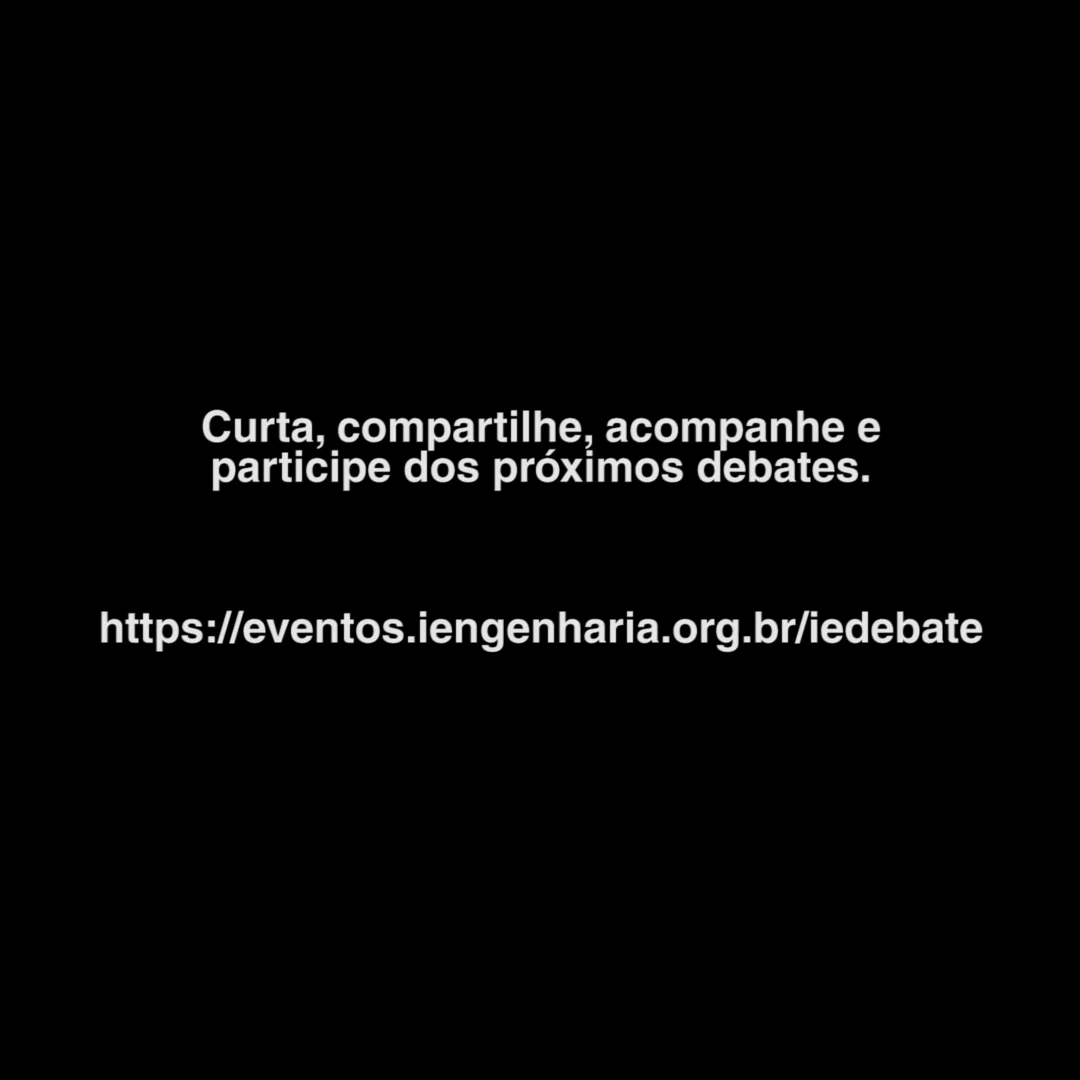 Curta, compartilhe, acompanhe e
participe dos próximos debates.
https://eventos.iengenharia.org.br/iedebate